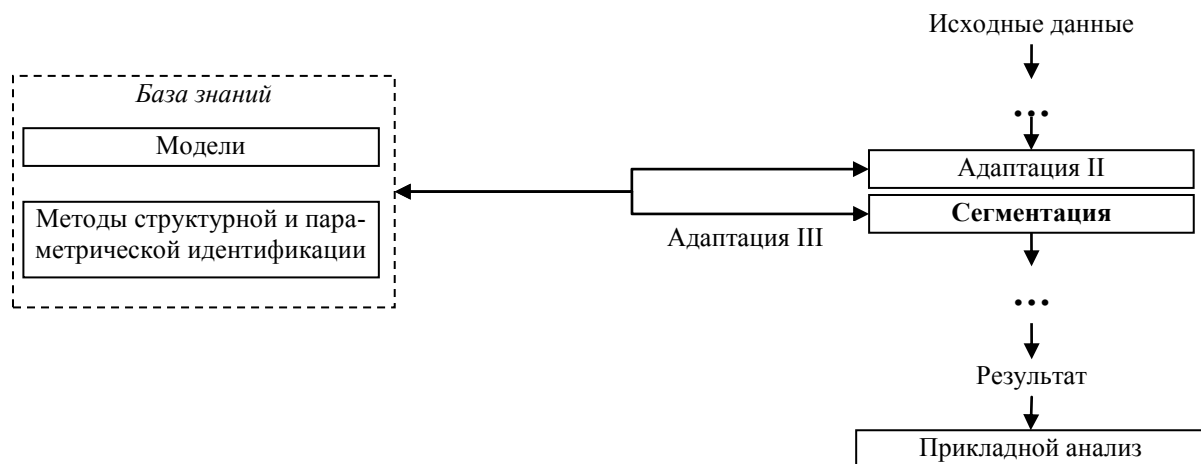 Исходные данные
...
База знаний
Модели
Методы структурной и пара-
метрической идентификации
Адаптация II
Сегментация
Адаптация III
...
Результат
Прикладной анализ